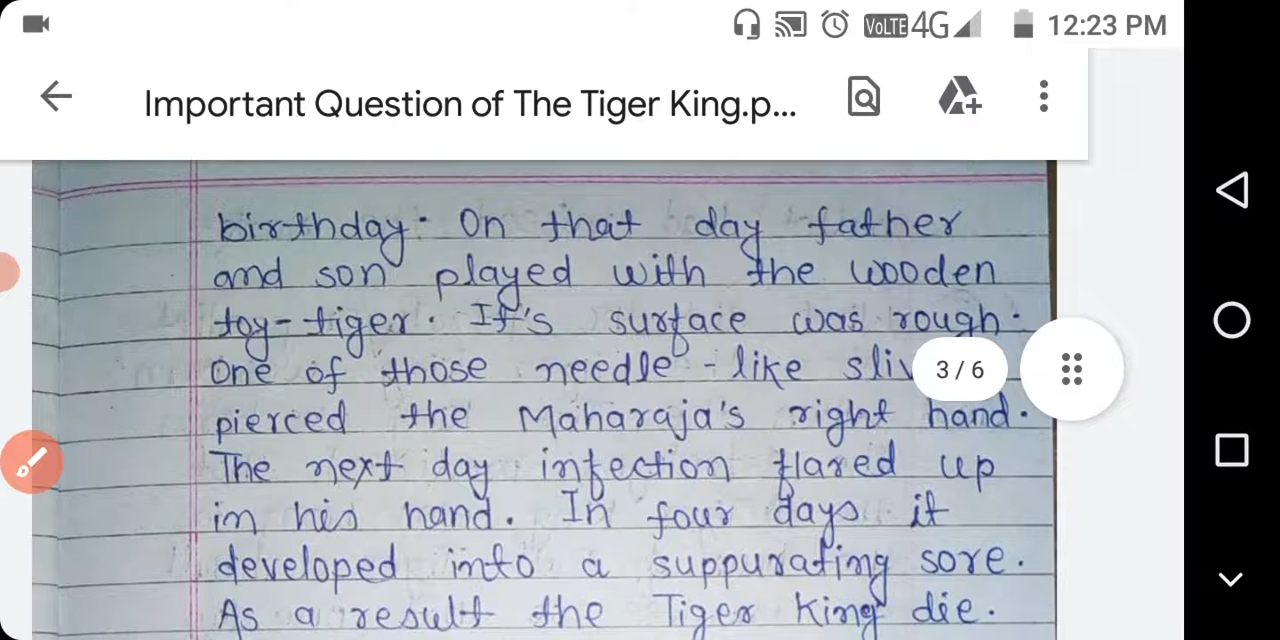 VoLTE 4G 12:23 PM
Important Question of The Tiger King.p...
birthday. On that day father
and son played with the wooden
toy-tiger. It's surface was rough.
One of those needle-like sliv
3 / 6
pierced the Maharaja's right hand.
The next day infection flared up
in his hand. In four days it
developed into a suppurating sore.
As a result the Tiger King die.